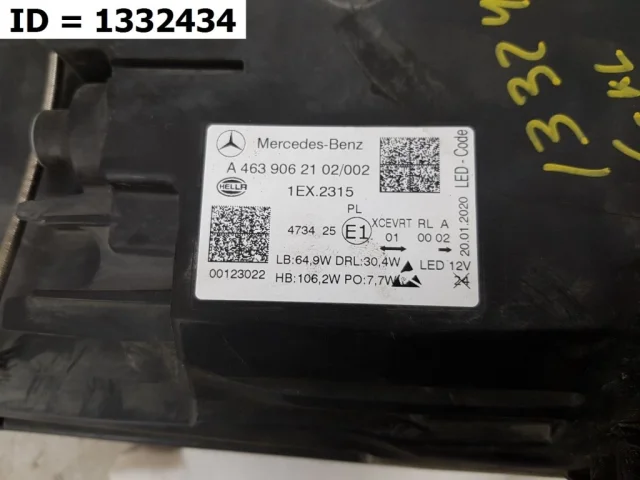 ID = 1332434
Mercedes-Benz
A 463 906 21 02/002
HELLA
1EX.2315
PL
4734 25 E1 XCEVRT RL A
01 00 02
LB:64,9W DRL:30,4W LED 12V
00123022 HB:106,2W PO:7,7W 24
20.01.2020 LED - Code
13324